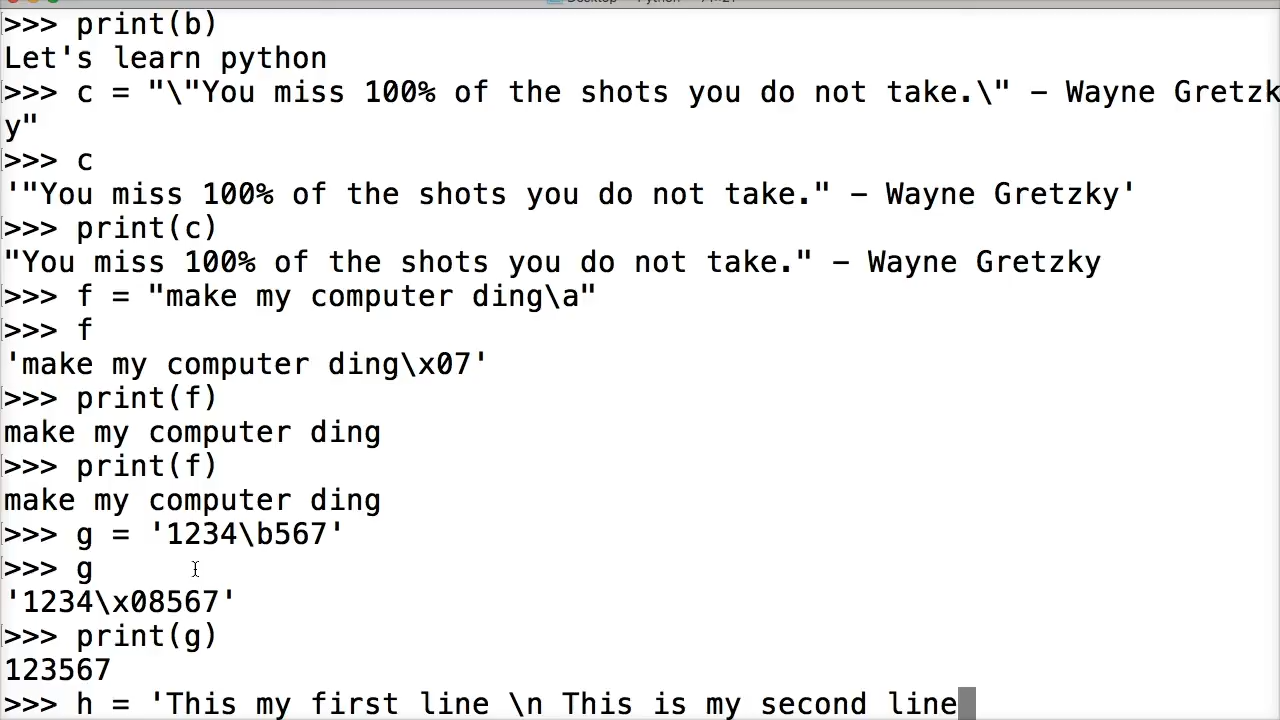 >>> print(b)
Let's learn python
>>> c = "\"You miss 100% of the shots you do not take.\" - Wayne Gretzk
y"
>>> c
'"You miss 100% of the shots you do not take." - Wayne Gretzky'
>>> print(c)
"You miss 100% of the shots you do not take." - Wayne Gretzky
>>> f = "make my computer ding\a"
>>> f
'make my computer ding\x07'
>>> print(f)
make my computer ding
>>> print(f)
make my computer ding
>>> g = '1234\b567'
>>> g
'1234\x08567'
>>> print(g)
123567
>>> h = 'This my first line \n This is my second line